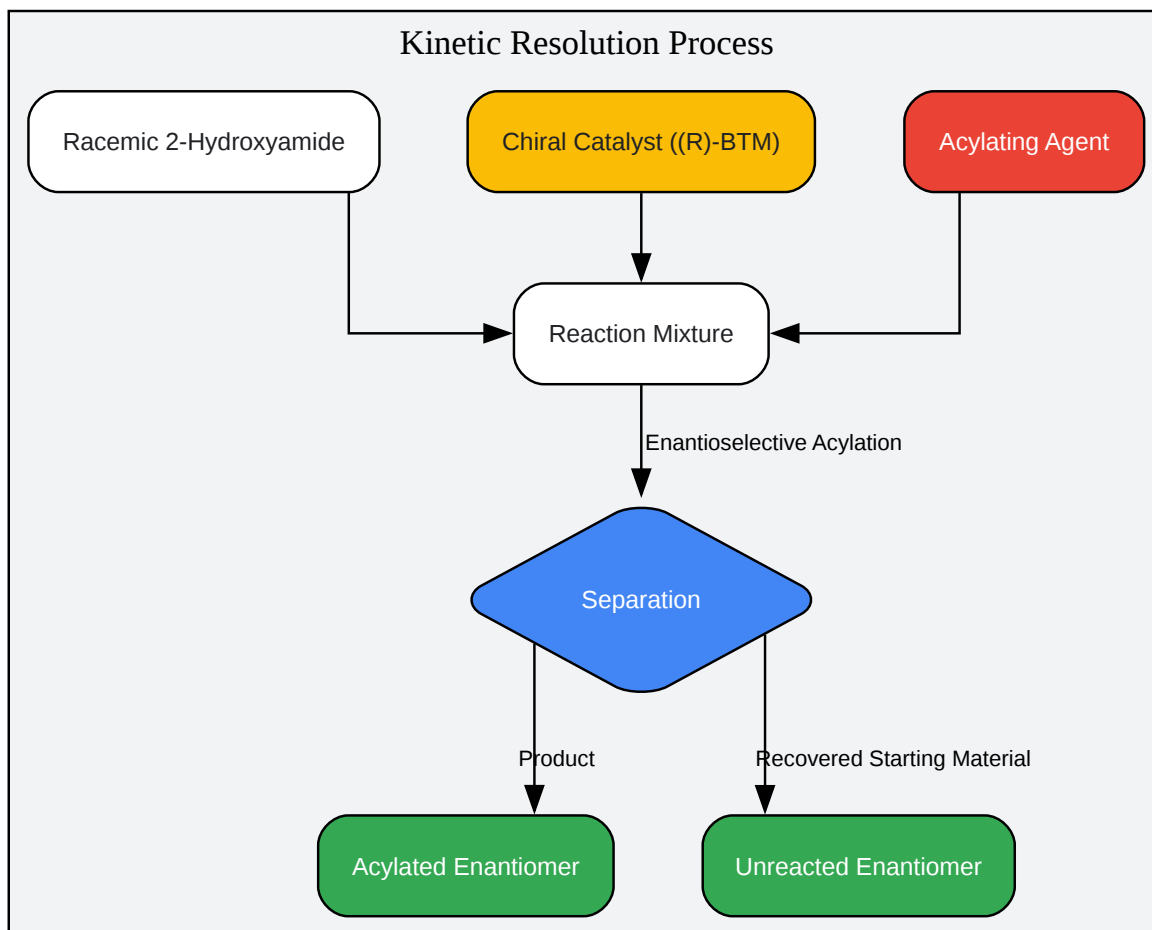 Kinetic Resolution Process
Racemic 2-Hydroxyamide
Chiral Catalyst ((R)-BTM)
Acylating Agent
Reaction Mixture
Enantioselective Acylation
Separation
Product
Recovered Starting Material
Acylated Enantiomer
Unreacted Enantiomer